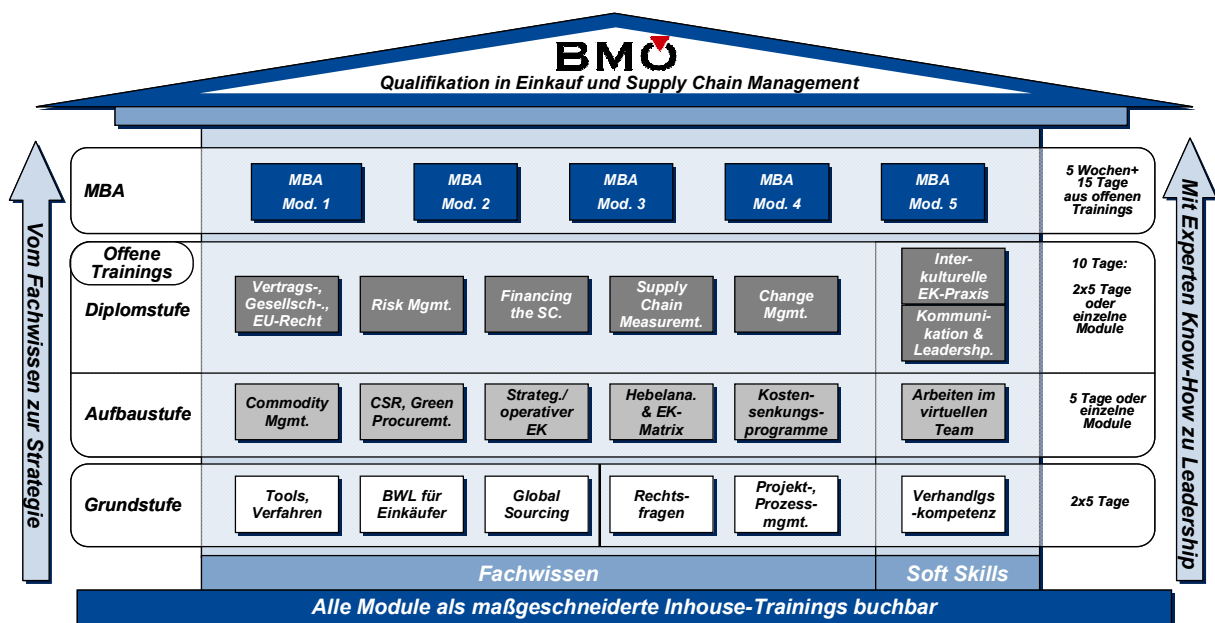 BMÖ
Qualifikation in Einkauf und Supply Chain Management
Vom Fachwissen zur Strategie
Mit Experten Know-How zu Leadership
MBA
MBA
Mod. 1
MBA
Mod. 2
MBA
Mod. 3
MBA
Mod. 4
MBA
Mod. 5
5 Wochen+
15 Tage
aus offenen
Trainings
Offene
Trainings
Diplomstufe
Vertrags-,
Gesellsch-.,
EU-Recht
Risk Mgmt.
Financing
the SC.
Supply
Chain
Measuremt.
Change
Mgmt.
Inter-
kulturelle
EK-Praxis
Kommuni-
kation &
Leadershp.
10 Tage:
2x5 Tage
oder
einzelne
Module
Aufbaustufe
Commodity
Mgmt.
CSR, Green
Procuremt.
Strateg./
operativer
EK
Hebelana.
& EK-
Matrix
Kosten-
senkungs-
programme
Arbeiten im
virtuellen
Team
5 Tage oder
einzelne
Module
Grundstufe
Tools,
Verfahren
BWL für
Einkäufer
Global
Sourcing
Rechts-
fragen
Projekt-,
Prozess-
mgmt.
Verhandlgs
-kompetenz
2x5 Tage
Fachwissen
Soft Skills
Alle Module als maßgeschneiderte Inhouse-Trainings buchbar